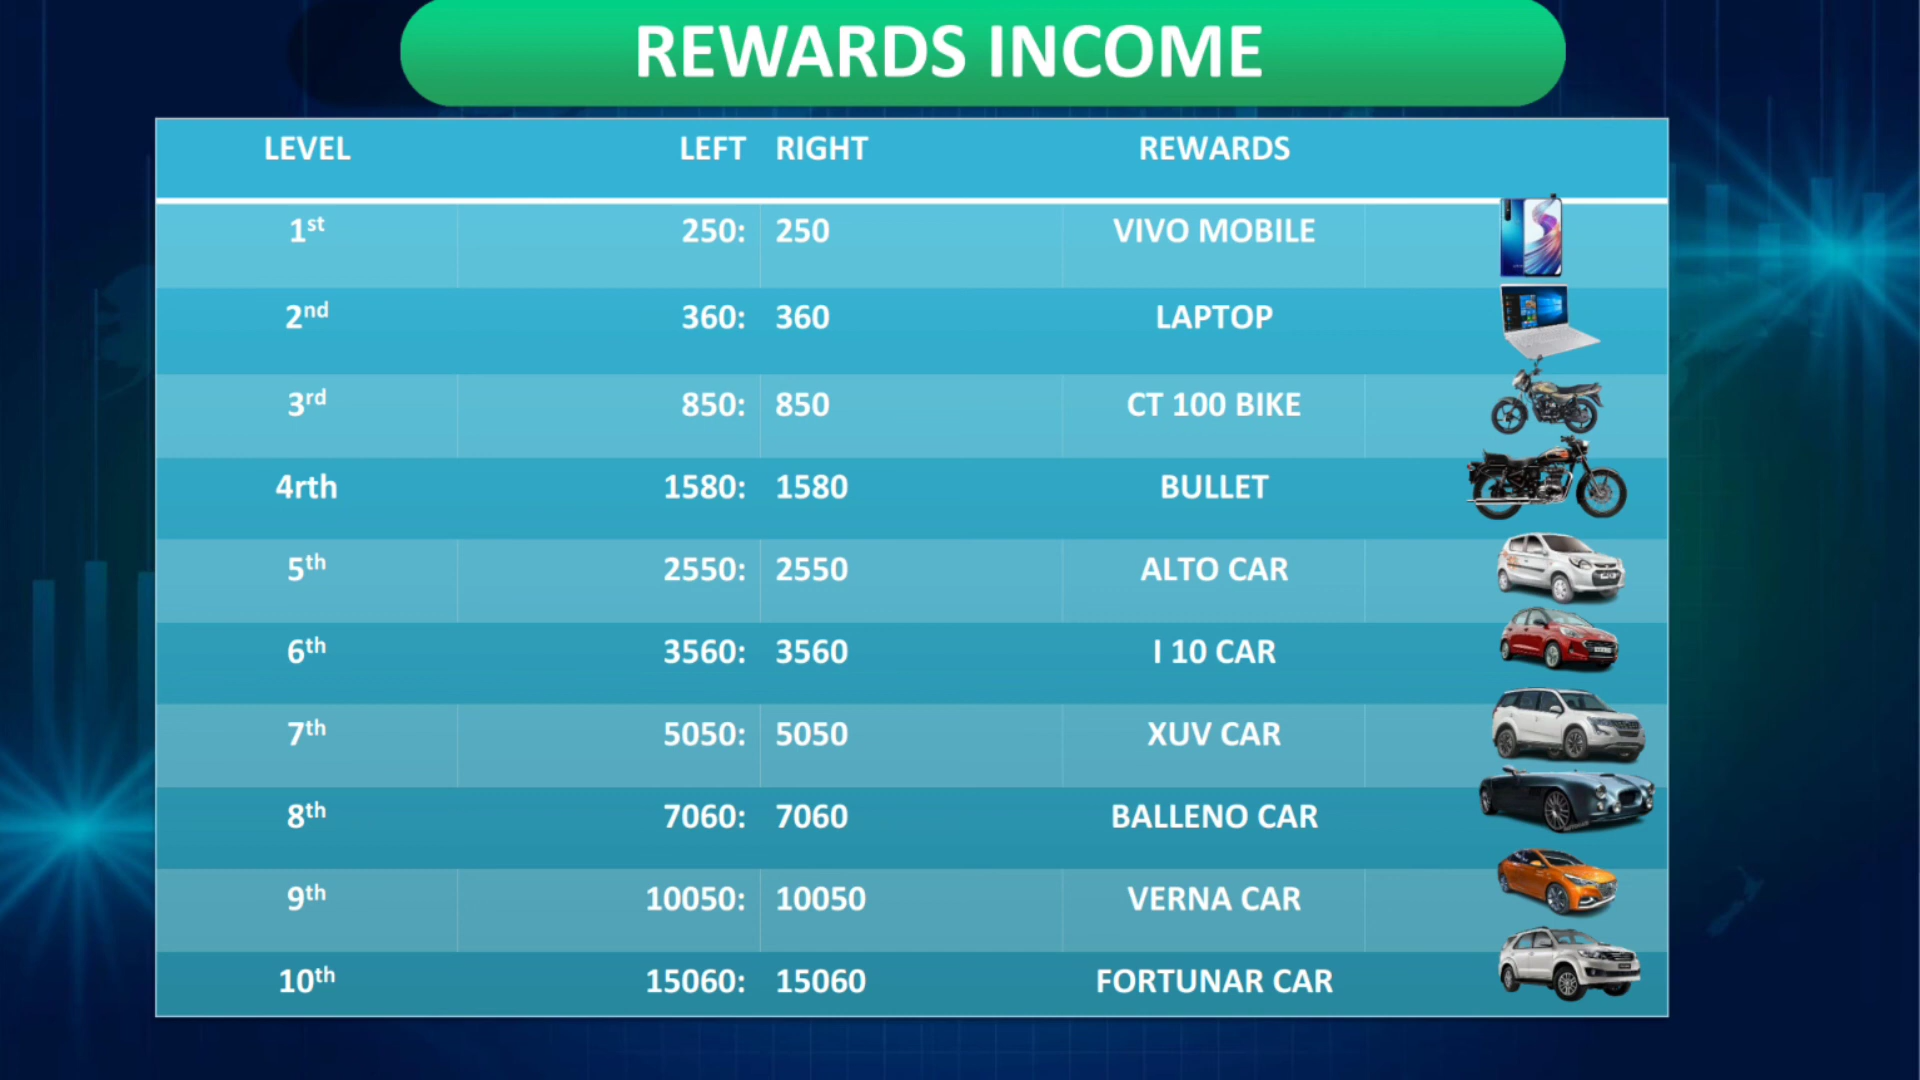 REWARDS INCOME
LEVEL LEFT RIGHT REWARDS
1st 250: 250 VIVO MOBILE
2nd 360: 360 LAPTOP
3rd 850: 850 CT 100 BIKE
4rth 1580: 1580 BULLET
5th 2550: 2550 ALTO CAR
6th 3560: 3560 I 10 CAR
7th 5050: 5050 XUV CAR
8th 7060: 7060 BALLENO CAR
9th 10050: 10050 VERNA CAR
10th 15060: 15060 FORTUNAR CAR